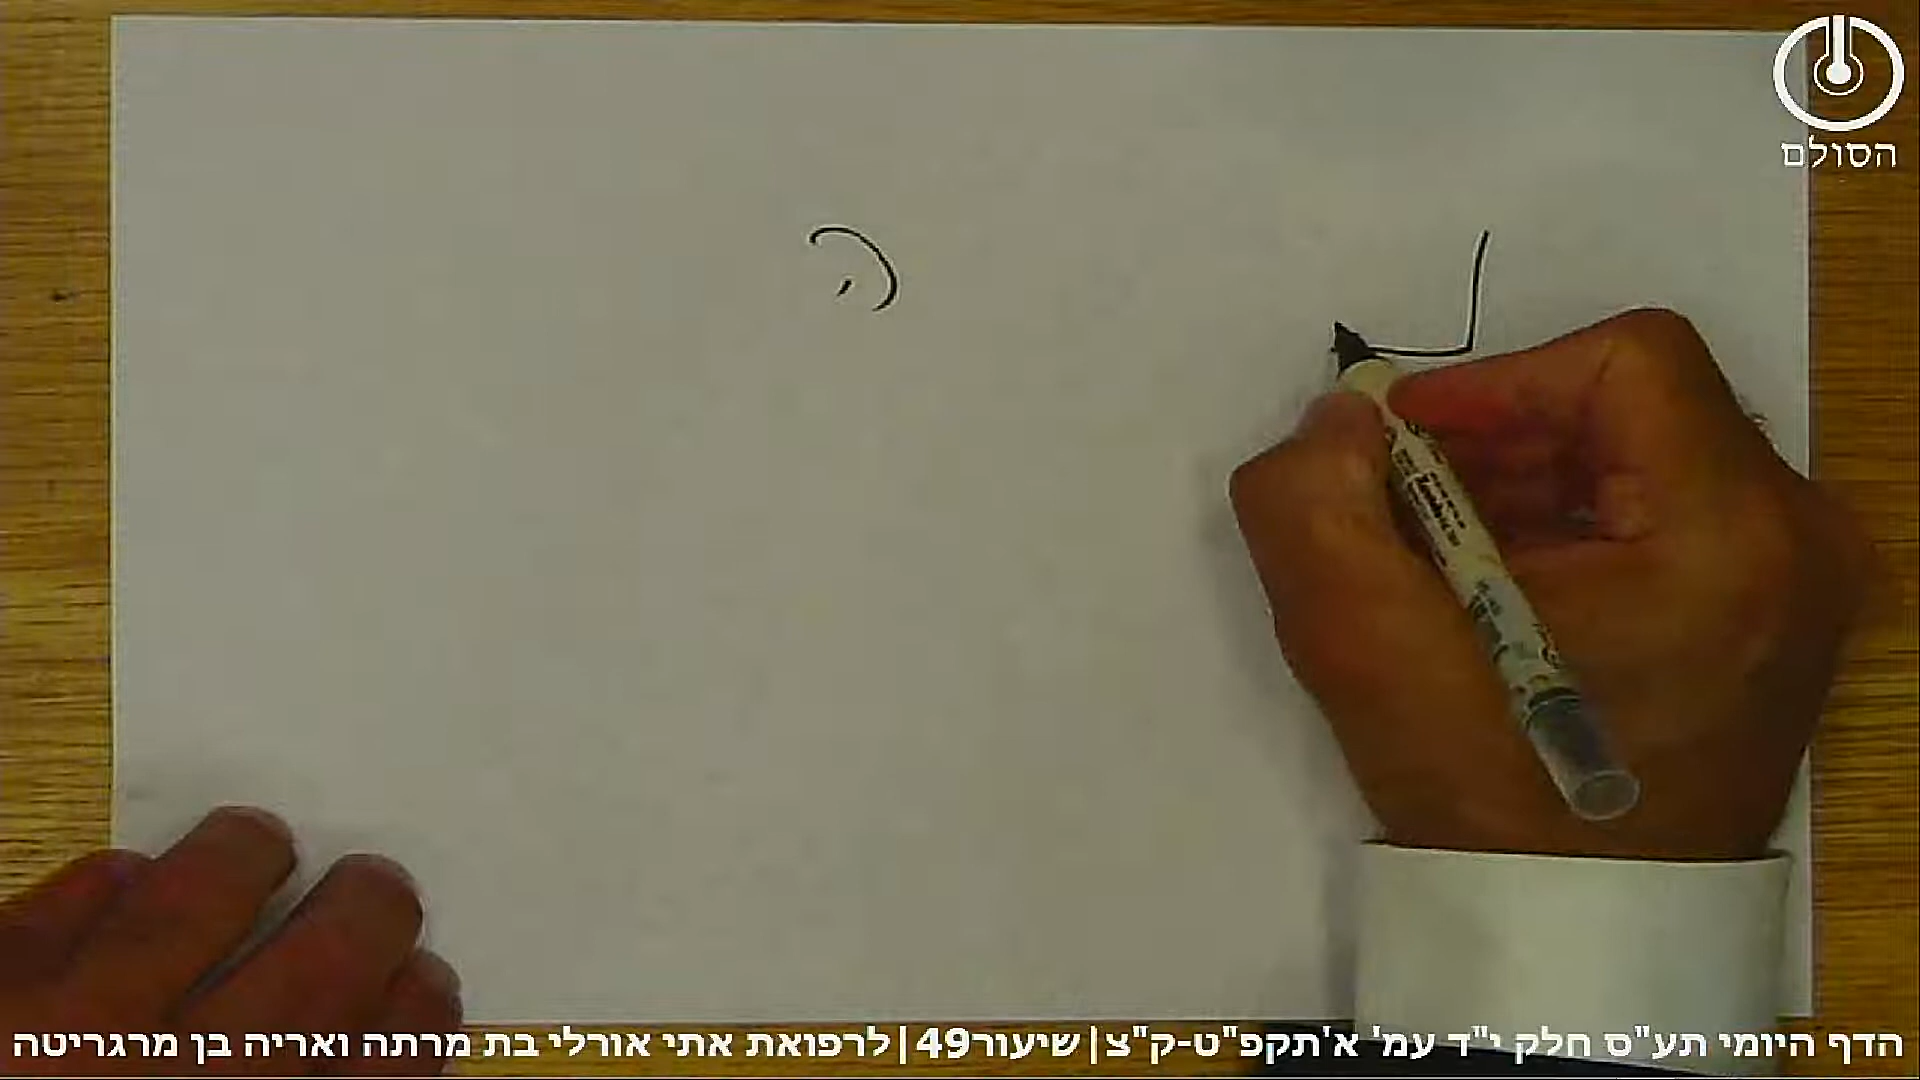 הסולם
ה
הדף היומי תע"ס חלק י"ד עמ' א'תקפ"ט-ק"צ|שיעור49|לרפואת אתי אורלי בת מרתה ואריה בן מרגריטה